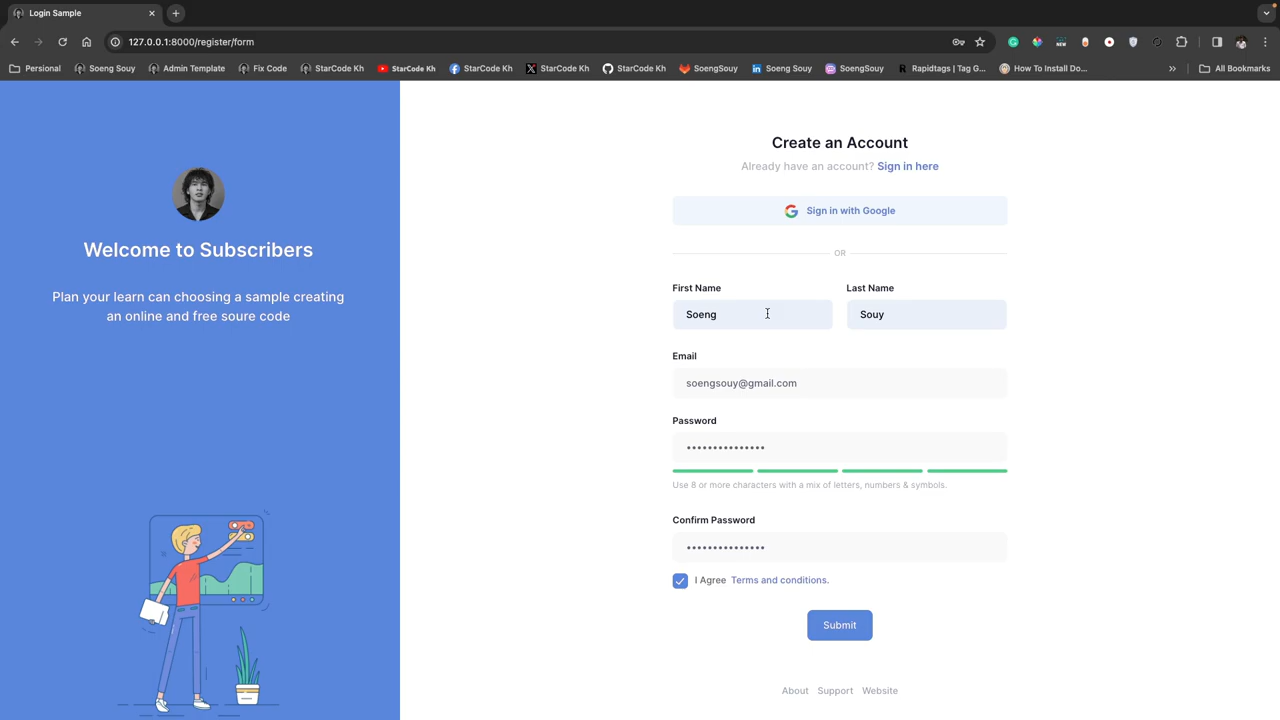 Login Sample
127.0.0.1:8000/register/form
Persional
Soeng Souy
Admin Template
Fix Code
StarCode Kh
StarCode Kh
StarCode Kh
StarCode Kh
StarCode Kh
SoengSouy
Soeng Souy
SoengSouy
Rapidtags | Tag G...
How To Install Do...
All Bookmarks
Welcome to Subscribers
Plan your learn can choosing a sample creating
an online and free soure code
Create an Account
Already have an account? Sign in here
Sign in with Google
OR
First Name
Last Name
Soeng
Souy
Email
soengsouy@gmail.com
Password
•••••••••••••••
Use 8 or more characters with a mix of letters, numbers & symbols.
Confirm Password
•••••••••••••••
I Agree Terms and conditions.
Submit
About Support Website